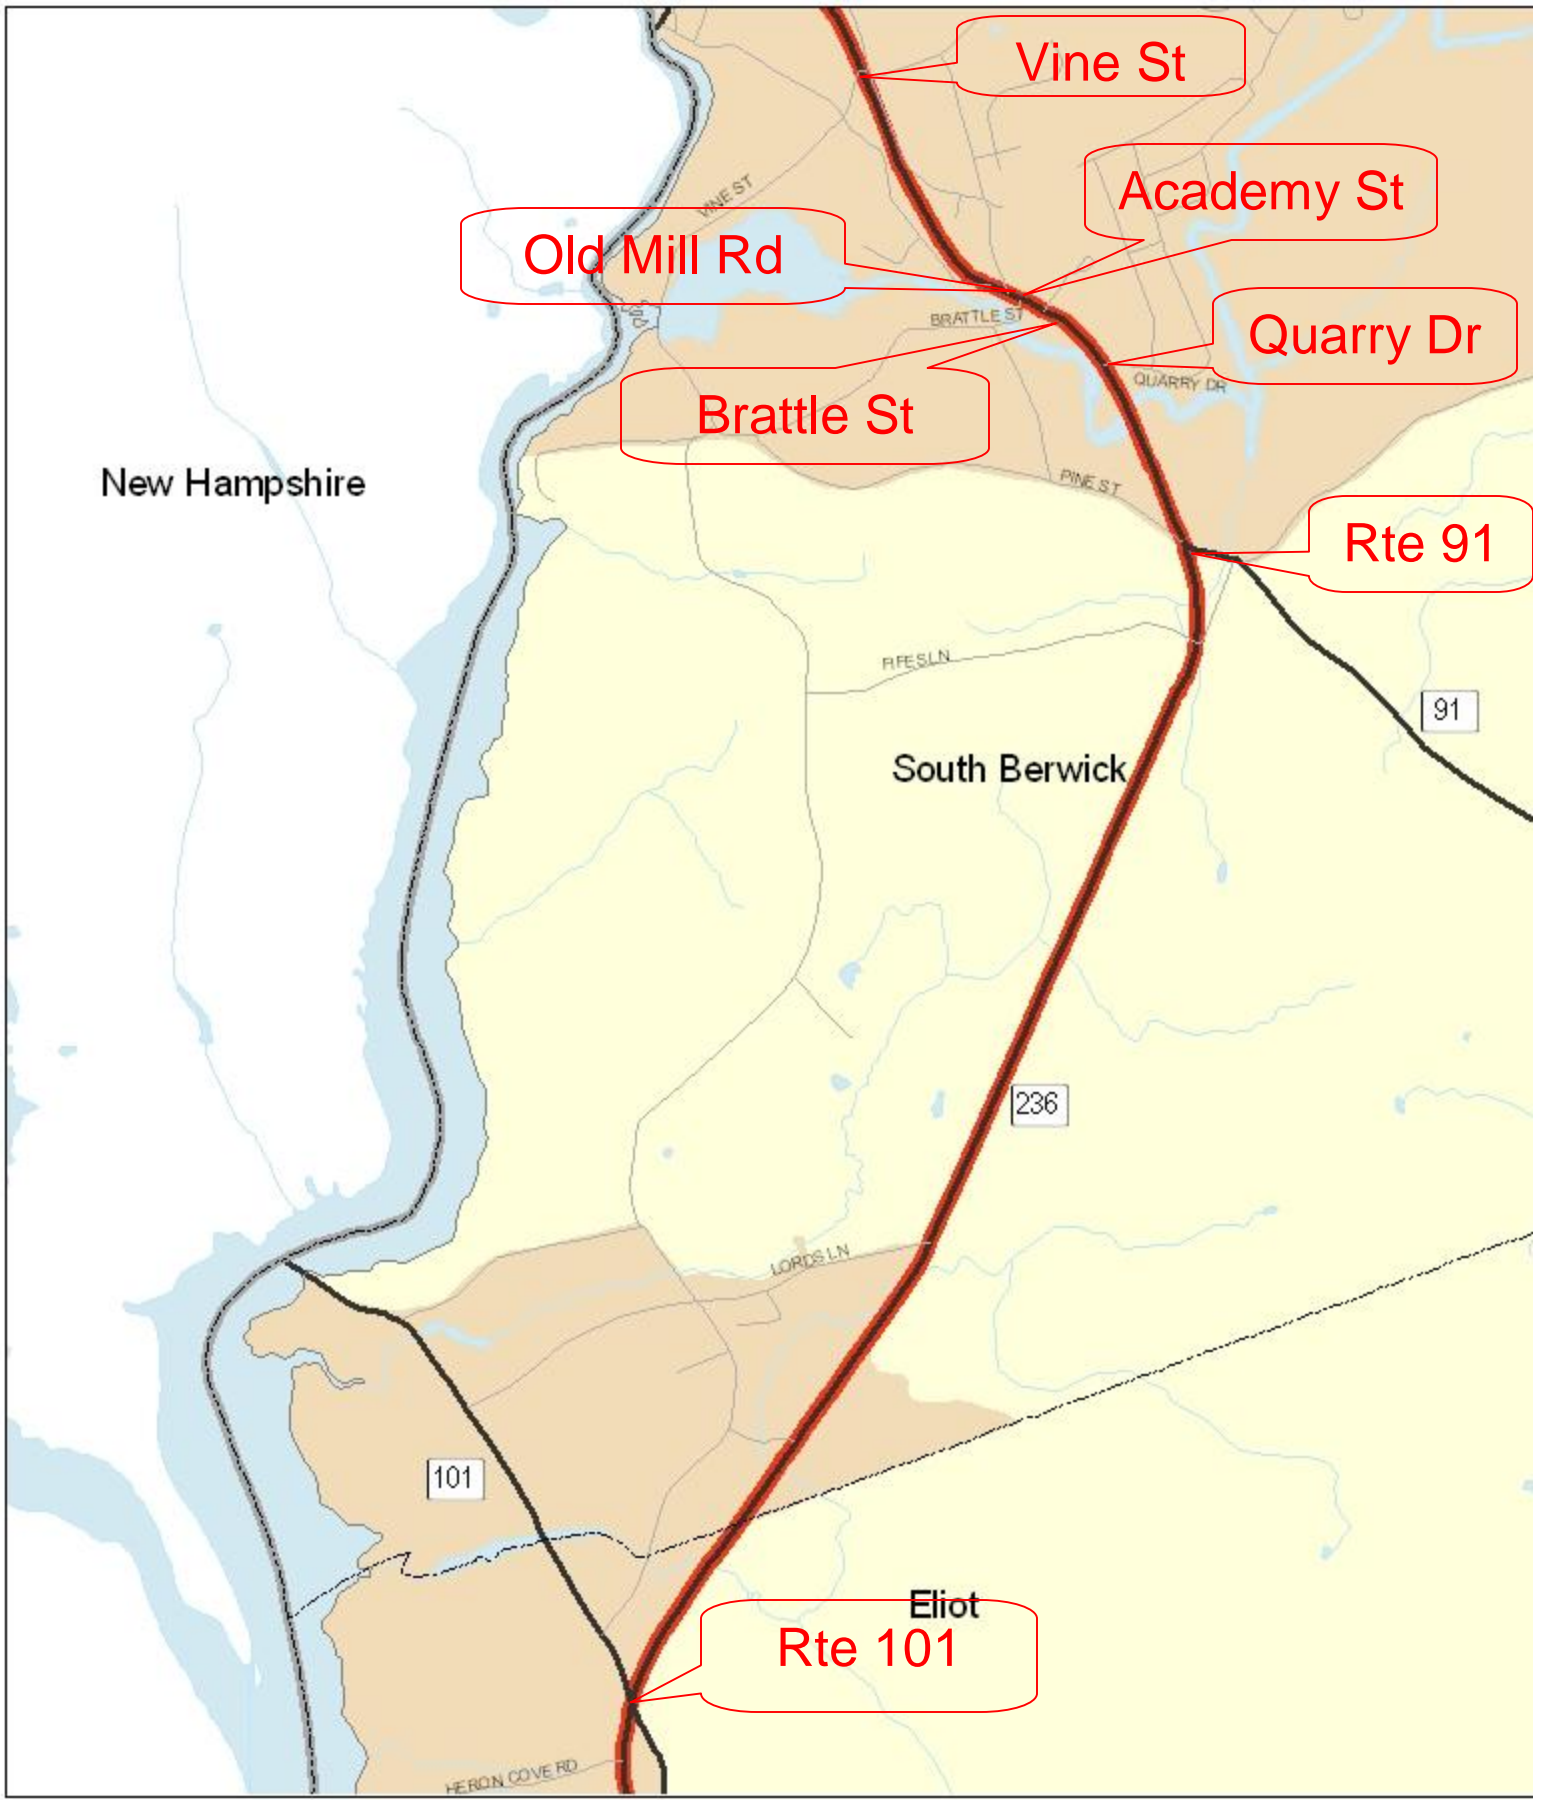 Vine St
Academy St
VINE ST
Old Mill Rd
BRATTLE ST
Quarry Dr
QUARRY DR
Brattle St
New Hampshire
PINE ST
Rte 91
FIFES LN
91
South Berwick
236
LORDS LN
101
Eliot
Rte 101
HERON COVE RD